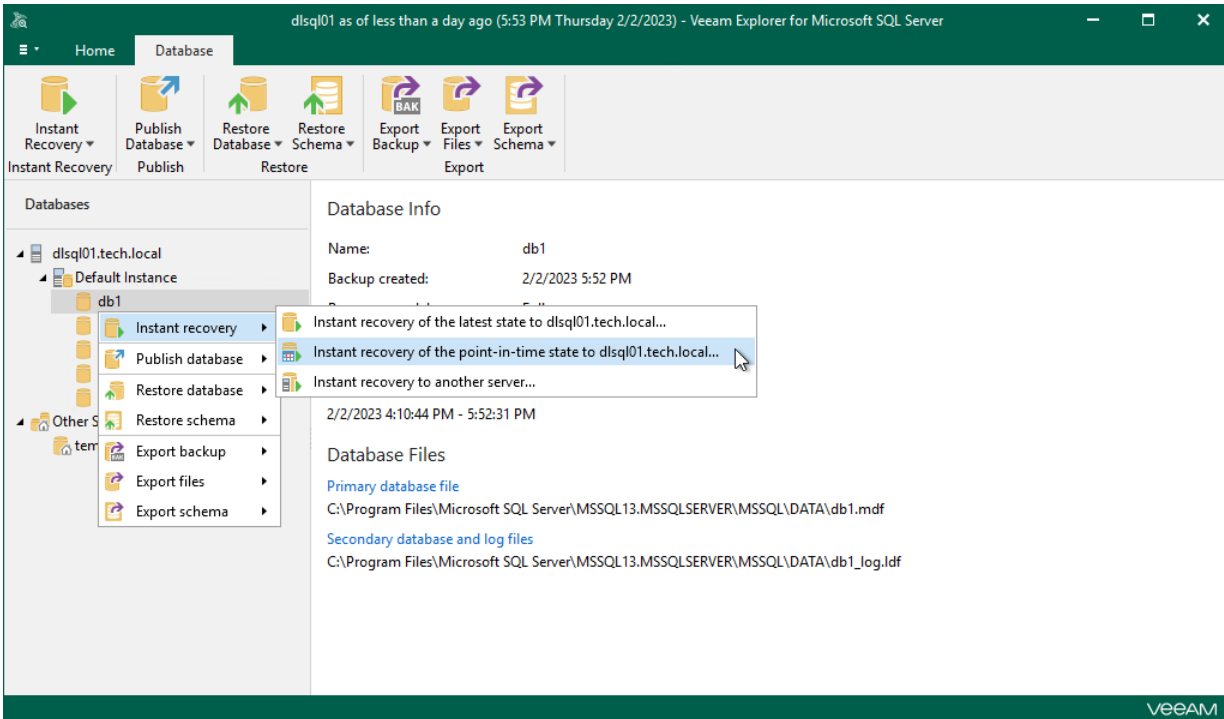 dlsql01 as of less than a day ago (5:53 PM Thursday 2/2/2023) - Veeam Explorer for Microsoft SQL Server
Home Database
Instant Recovery
Publish Database
Restore Database
Restore Schema
BAK
Export Backup
Export Files
Export Schema
Instant Recovery Publish Restore Export
Databases
dlsql01.tech.local
Default Instance
db1
Other
tem
Instant recovery
Publish database
Restore database
Restore schema
Export backup
Export files
Export schema
Instant recovery of the latest state to dlsql01.tech.local...
Instant recovery of the point-in-time state to dlsql01.tech.local...
Instant recovery to another server...
Database Info
Name: db1
Backup created: 2/2/2023 5:52 PM
2/2/2023 4:10:44 PM - 5:52:31 PM
Database Files
Primary database file
C:\Program Files\Microsoft SQL Server\MSSQL13.MSSQLSERVER\MSSQL\DATA\db1.mdf
Secondary database and log files
C:\Program Files\Microsoft SQL Server\MSSQL13.MSSQLSERVER\MSSQL\DATA\db1_log.ldf
VEEAM